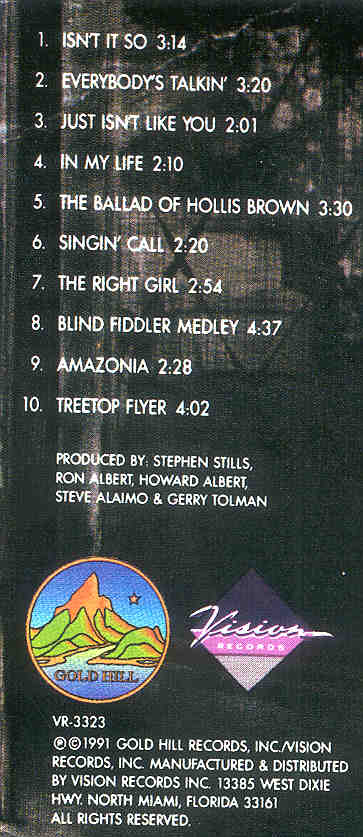 1. ISN'T IT SO 3:14
2. EVERYBODY'S TALKIN' 3:20
3. JUST ISN'T LIKE YOU 2:01
4. IN MY LIFE 2:10
5. THE BALLAD OF HOLLIS BROWN 3:30
6. SINGIN' CALL 2:20
7. THE RIGHT GIRL 2:54
8. BLIND FIDDLER MEDLEY 4:37
9. AMAZONIA 2:28
10. TREETOP FLYER 4:02
PRODUCED BY: STEPHEN STILLS,
RON ALBERT, HOWARD ALBERT,
STEVE ALAIMO & GERRY TOLMAN
GOLD HILL
Vision
RECORDS
VR-3323
℗©1991 GOLD HILL RECORDS, INC./VISION
RECORDS, INC. MANUFACTURED & DISTRIBUTED
BY VISION RECORDS INC. 13385 WEST DIXIE
HWY. NORTH MIAMI, FLORIDA 33161
ALL RIGHTS RESERVED.